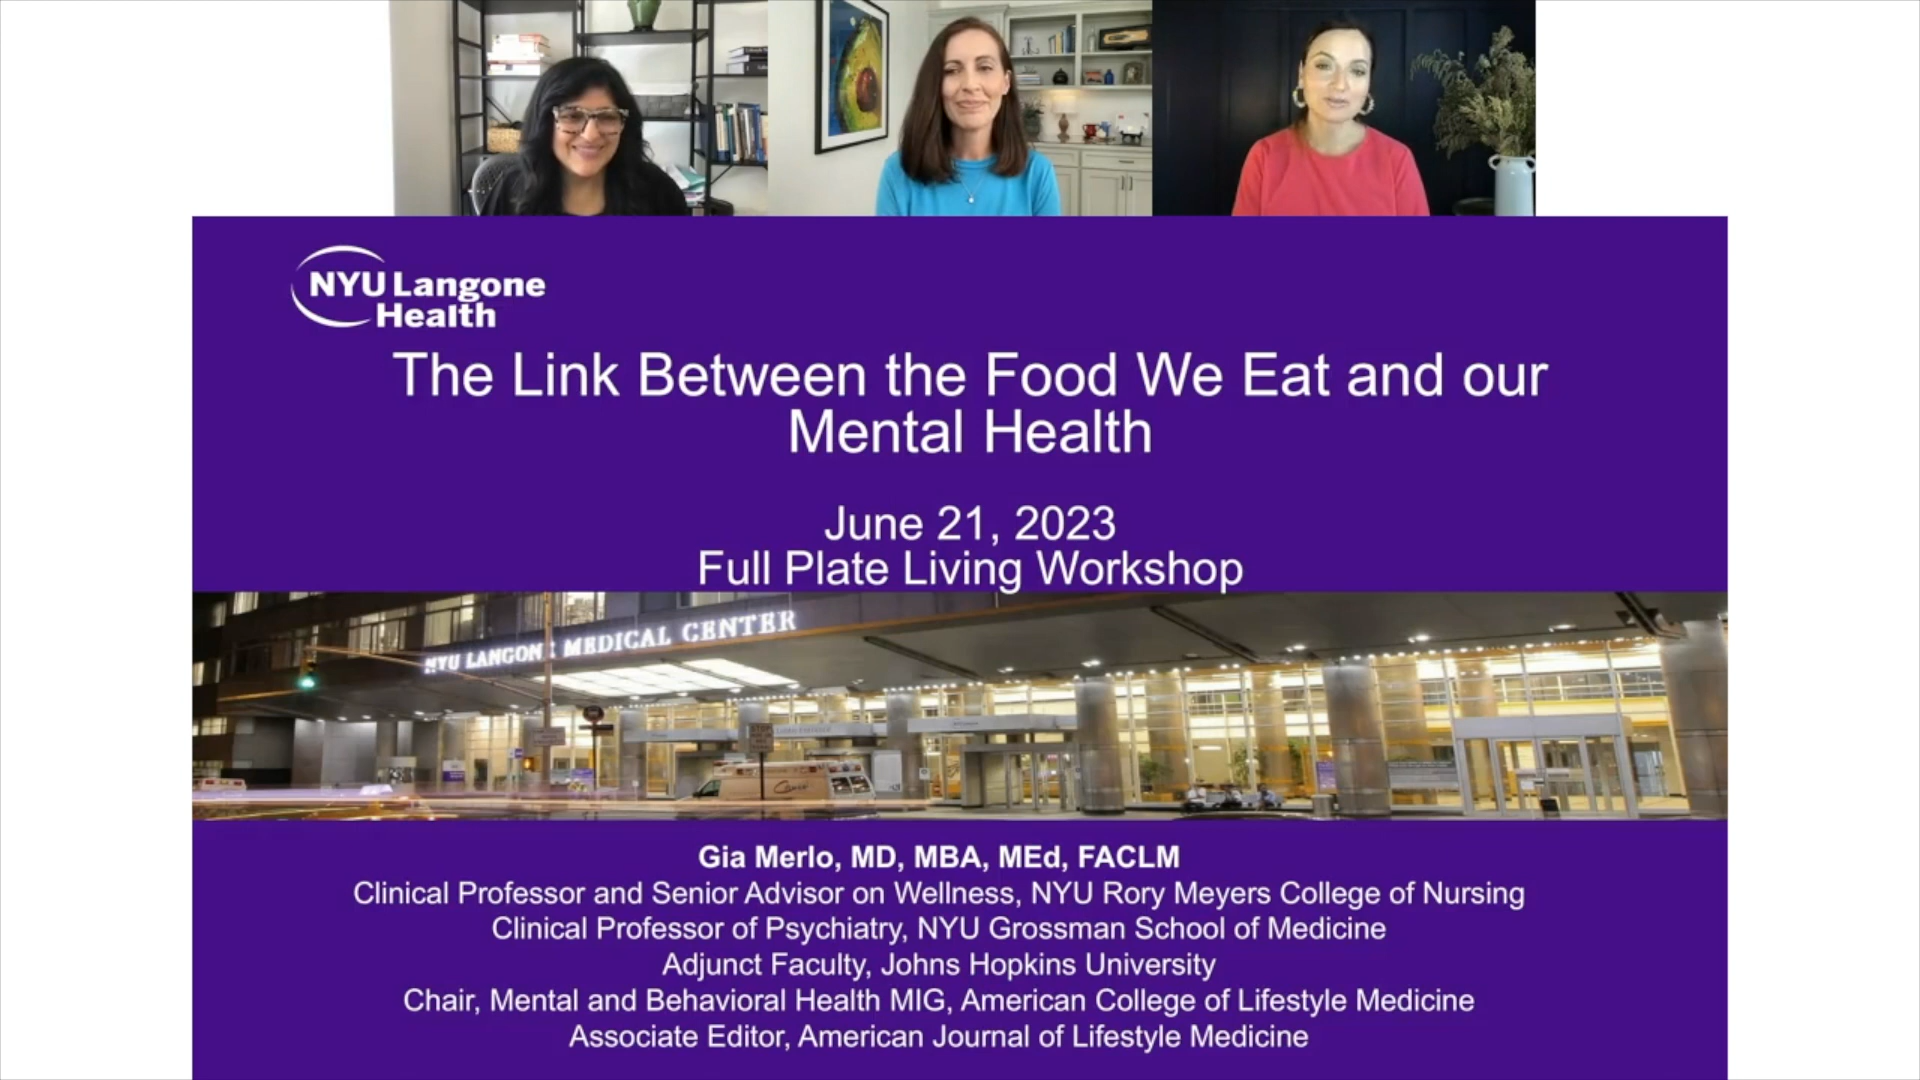 NYU Langone
Health
The Link Between the Food We Eat and our
Mental Health
June 21, 2023
Full Plate Living Workshop
NYU LANGONE MEDICAL CENTER
STOP
Gia Merlo, MD, MBA, MEd, FACLM
Clinical Professor and Senior Advisor on Wellness, NYU Rory Meyers College of Nursing
Clinical Professor of Psychiatry, NYU Grossman School of Medicine
Adjunct Faculty, Johns Hopkins University
Chair, Mental and Behavioral Health MIG, American College of Lifestyle Medicine
Associate Editor, American Journal of Lifestyle Medicine